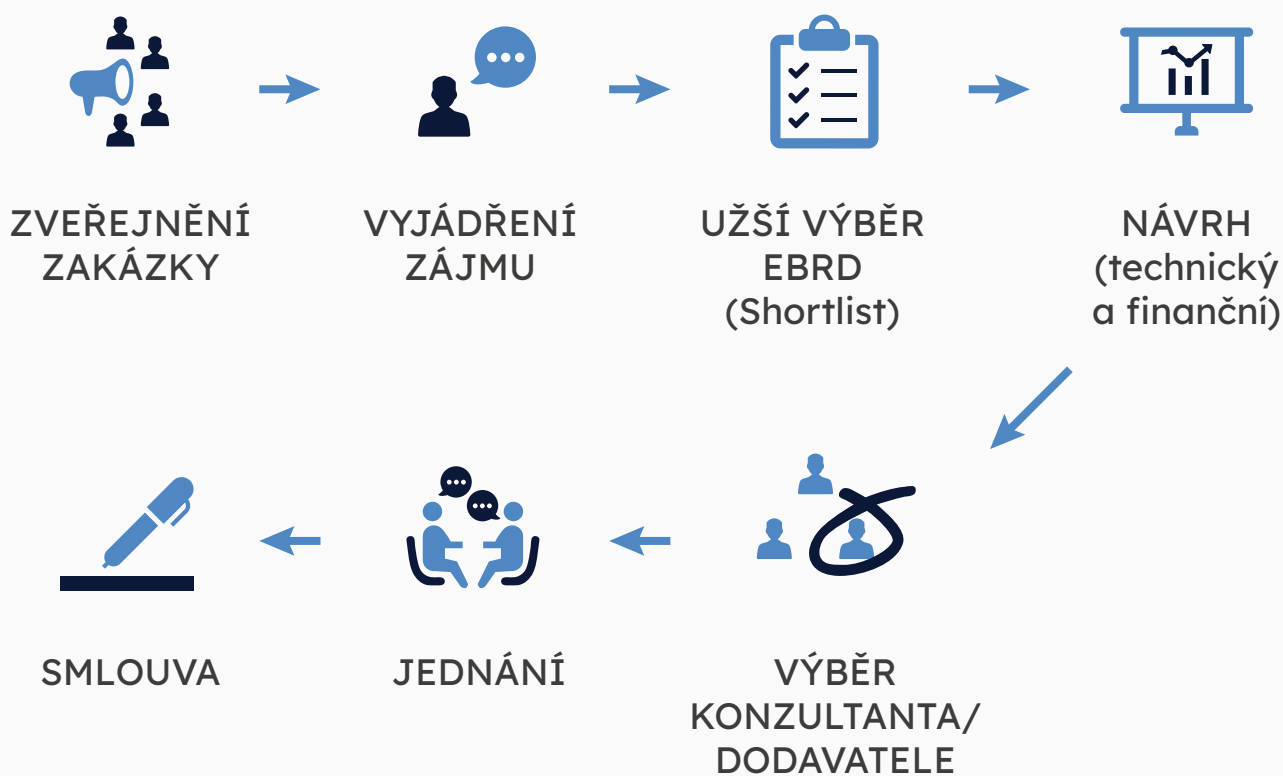 ZVEŘEJNĚNÍ
ZAKÁZKY
VYJÁDŘENÍ
ZÁJMU
UŽŠÍ VÝBĚR
EBRD
(Shortlist)
NÁVRH
(technický
a finanční)
VÝBĚR
KONZULTANTA/
DODAVATELE
JEDNÁNÍ
SMLOUVA